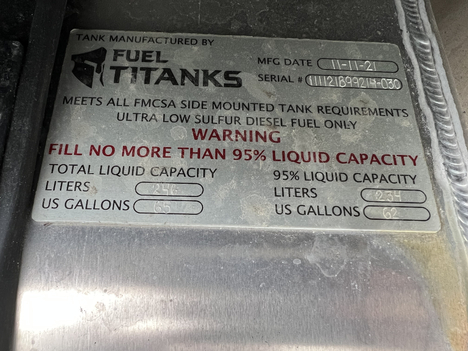 TANK MANUFACTURED BY
FUEL
TITANKS
MFG DATE 11-11-21
SERIAL #
MEETS ALL FMCSA SIDE MOUNTED TANK REQUIREMENTS
ULTRA LOW SULFUR DIESEL FUEL ONLY
WARNING
FILL NO MORE THAN 95% LIQUID CAPACITY
TOTAL LIQUID CAPACITY
LITERS 246
US GALLONS 65
95% LIQUID CAPACITY
LITERS 234
US GALLONS 62